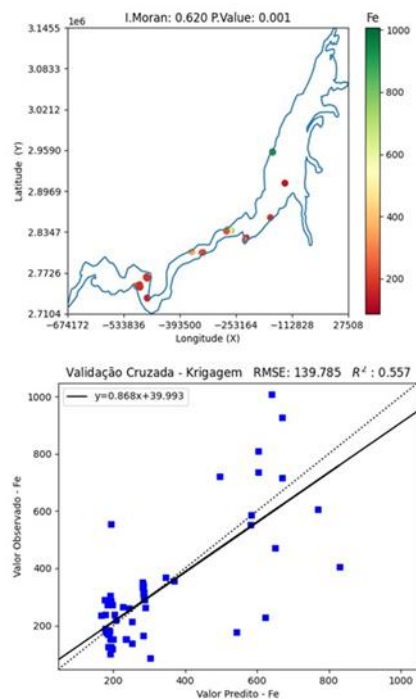 I.Moran: 0.620 P.Value: 0.001
Fe
1e6
3.1455
3.0833
3.0212
2.9590
2.8969
2.8347
2.7726
2.7104
Latitude (Y)
1000
800
600
400
200
−674172 −533836 −393500 −253164 −112828 27508
Longitude (X)
Validação Cruzada - Krigagem RMSE: 139.785 R² : 0.557
y=0.868x+39.993
1000
800
600
400
200
Valor Observado - Fe
200 400 600 800 1000
Valor Predito - Fe